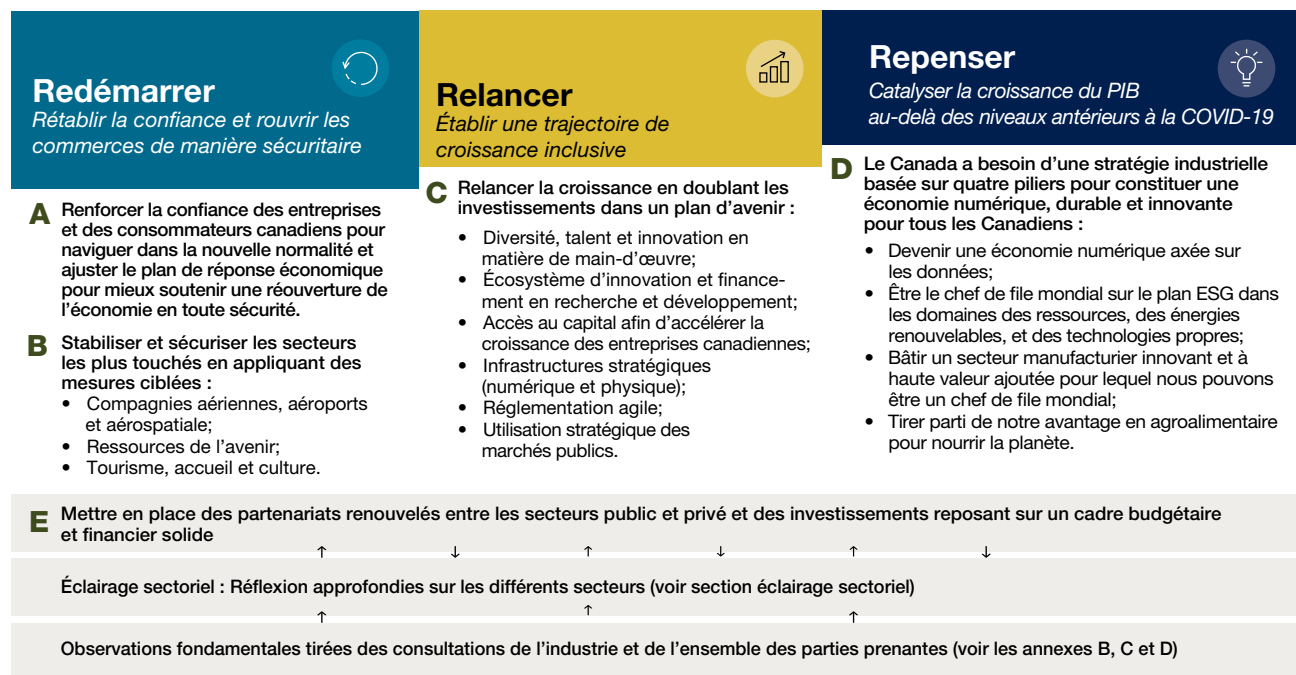 Redémarrer
Rétablir la confiance et rouvrir les
commerces de manière sécuritaire
A Renforcer la confiance des entreprises
et des consommateurs canadiens pour
naviguer dans la nouvelle normalité et
ajuster le plan de réponse économique
pour mieux soutenir une réouverture de
l’économie en toute sécurité.
B Stabiliser et sécuriser les secteurs
les plus touchés en appliquant des
mesures ciblées :
• Compagnies aériennes, aéroports
et aérospatiale;
• Ressources de l’avenir;
• Tourisme, accueil et culture.
Relancer
Établir une trajectoire de
croissance inclusive
C Relancer la croissance en doublant les
investissements dans un plan d’avenir :
• Diversité, talent et innovation en
matière de main-d’œuvre;
• Écosystème d’innovation et finance-
ment en recherche et développement;
• Accès au capital afin d’accélérer la
croissance des entreprises canadiennes;
• Infrastructures stratégiques
(numérique et physique);
• Réglementation agile;
• Utilisation stratégique des
marchés publics.
Repenser
Catalyser la croissance du PIB
au-delà des niveaux antérieurs à la COVID-19
D Le Canada a besoin d’une stratégie industrielle
basée sur quatre piliers pour constituer une
économie numérique, durable et innovante
pour tous les Canadiens :
• Devenir une économie numérique axée sur
les données;
• Être le chef de file mondial sur le plan ESG dans
les domaines des ressources, des énergies
renouvelables, et des technologies propres;
• Bâtir un secteur manufacturier innovant et à
haute valeur ajoutée pour lequel nous pouvons
être un chef de file mondial;
• Tirer parti de notre avantage en agroalimentaire
pour nourrir la planète.
E Mettre en place des partenariats renouvelés entre les secteurs public et privé et des investissements reposant sur un cadre budgétaire
et financier solide
Éclairage sectoriel : Réflexion approfondies sur les différents secteurs (voir section éclairage sectoriel)
Observations fondamentales tirées des consultations de l’industrie et de l’ensemble des parties prenantes (voir les annexes B, C et D)